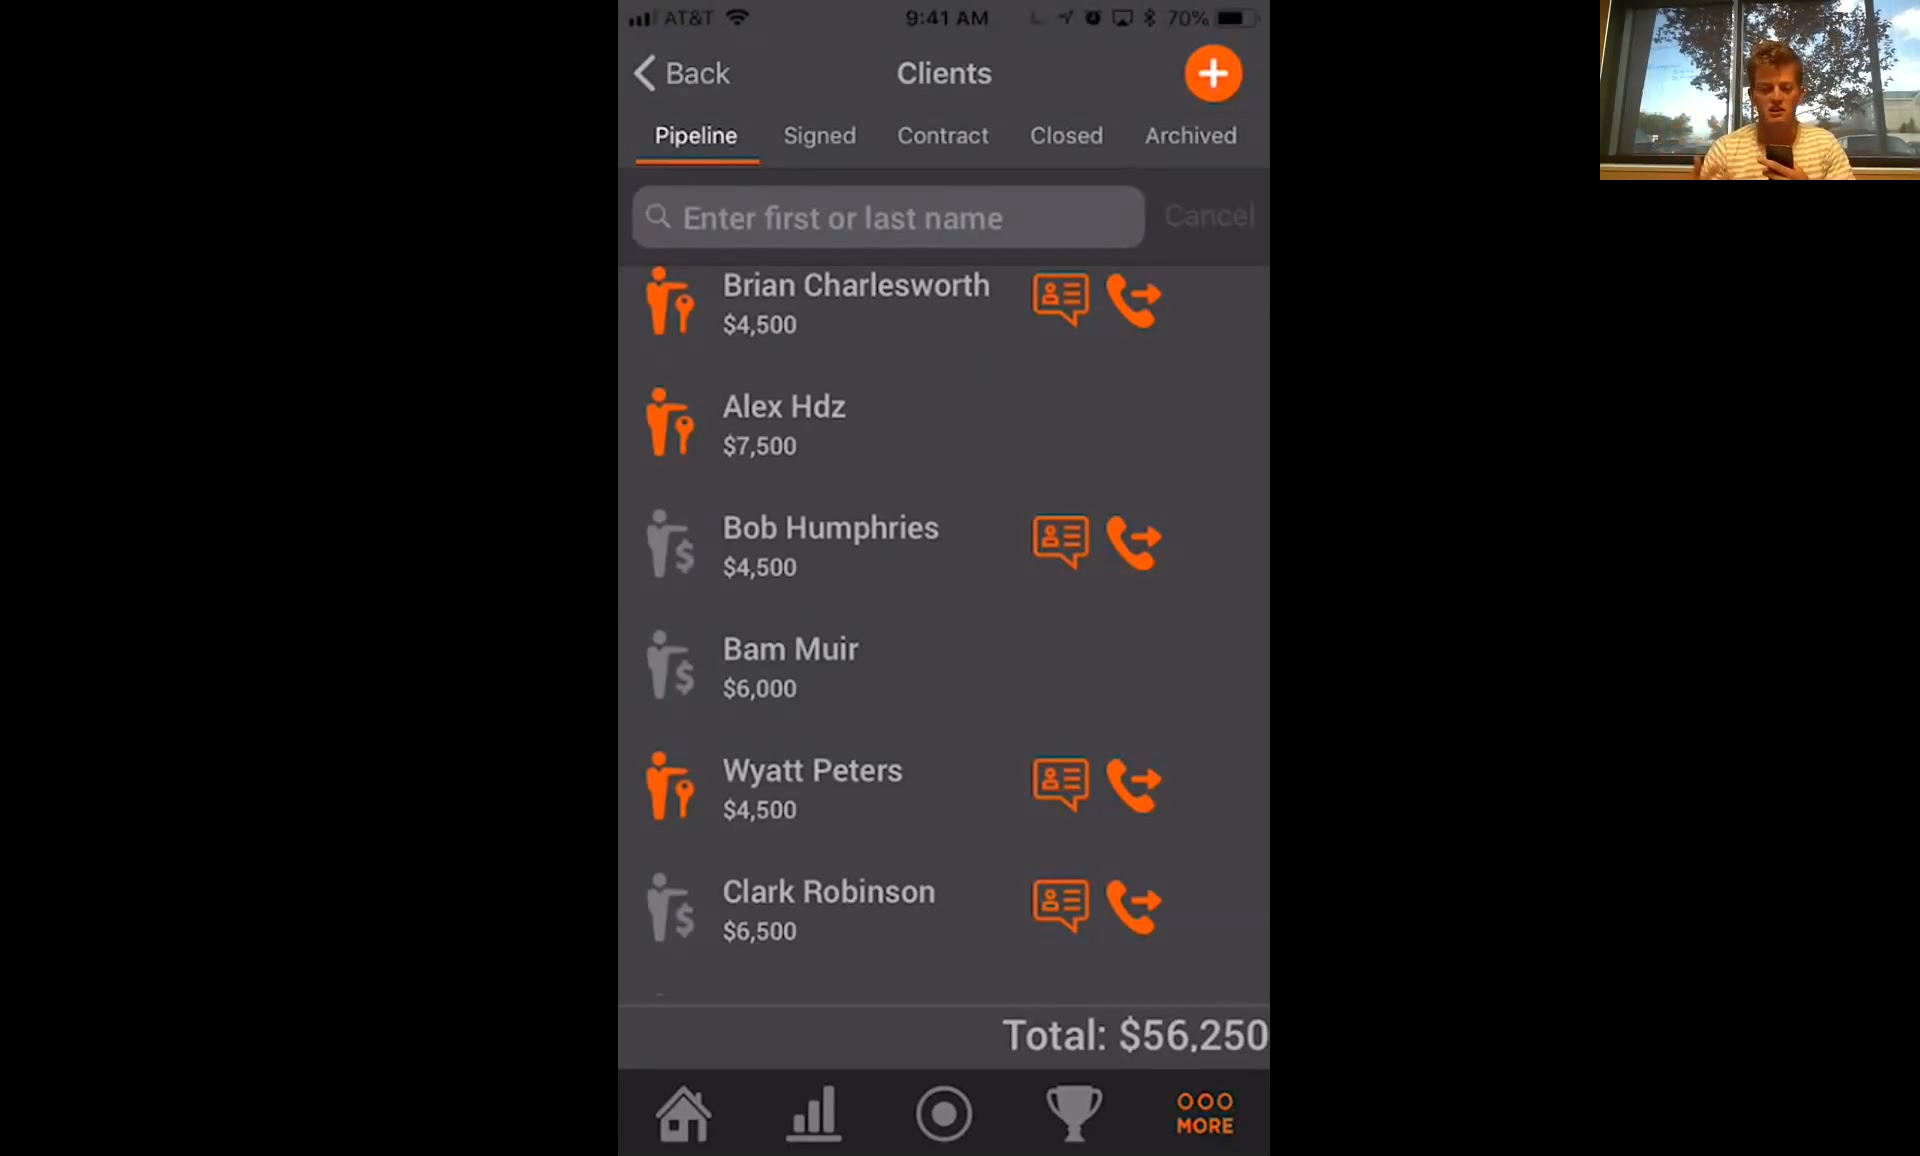 AT&T 9:41 AM 70%
Back Clients
Pipeline Signed Contract Closed Archived
Enter first or last name Cancel
Brian Charlesworth
$4,500
Alex Hdz
$7,500
Bob Humphries
$4,500
Bam Muir
$6,000
Wyatt Peters
$4,500
Clark Robinson
$6,500
Total: $56,250
MORE